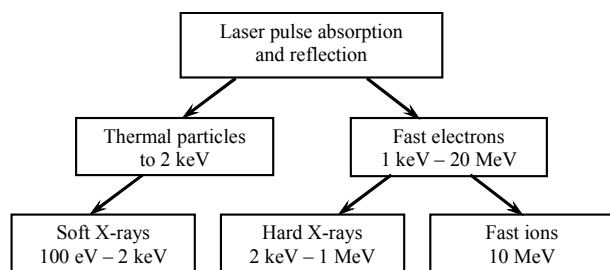 Laser pulse absorption
and reflection
Thermal particles
to 2 keV
Fast electrons
1 keV – 20 MeV
Soft X-rays
100 eV – 2 keV
Hard X-rays
2 keV – 1 MeV
Fast ions
10 MeV